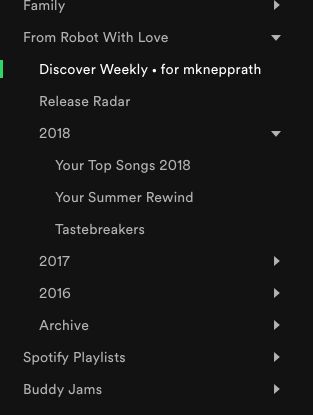 Family
From Robot With Love
Discover Weekly • for mknepprath
Release Radar
2018
Your Top Songs 2018
Your Summer Rewind
Tastebreakers
2017
2016
Archive
Spotify Playlists
Buddy Jams